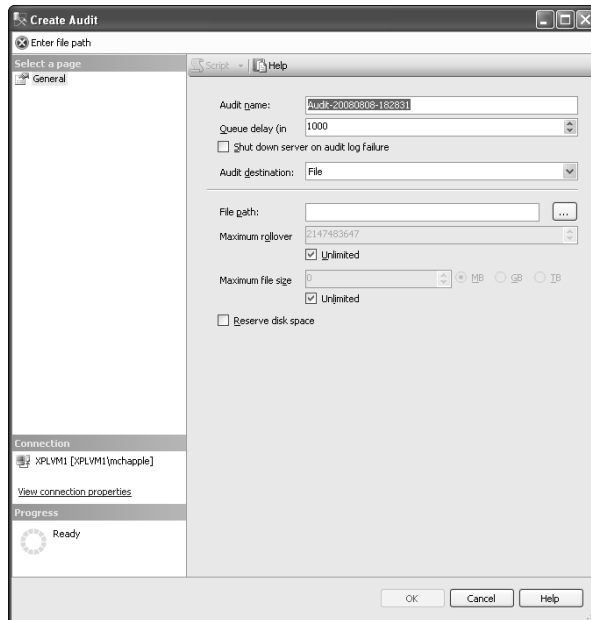 Create Audit
Enter file path
Select a page
General
Script
Help
Audit name:
Audit-20080808-182831
Queue delay (in
1000
Shut down server on audit log failure
Audit destination:
File
File path:
...
Maximum rollover
2147483647
Unlimited
Maximum file size
0
MB
GB
TB
Unlimited
Reserve disk space
Connection
XPLVM1 [XPLVM1\mchapple]
View connection properties
Progress
Ready
OK
Cancel
Help